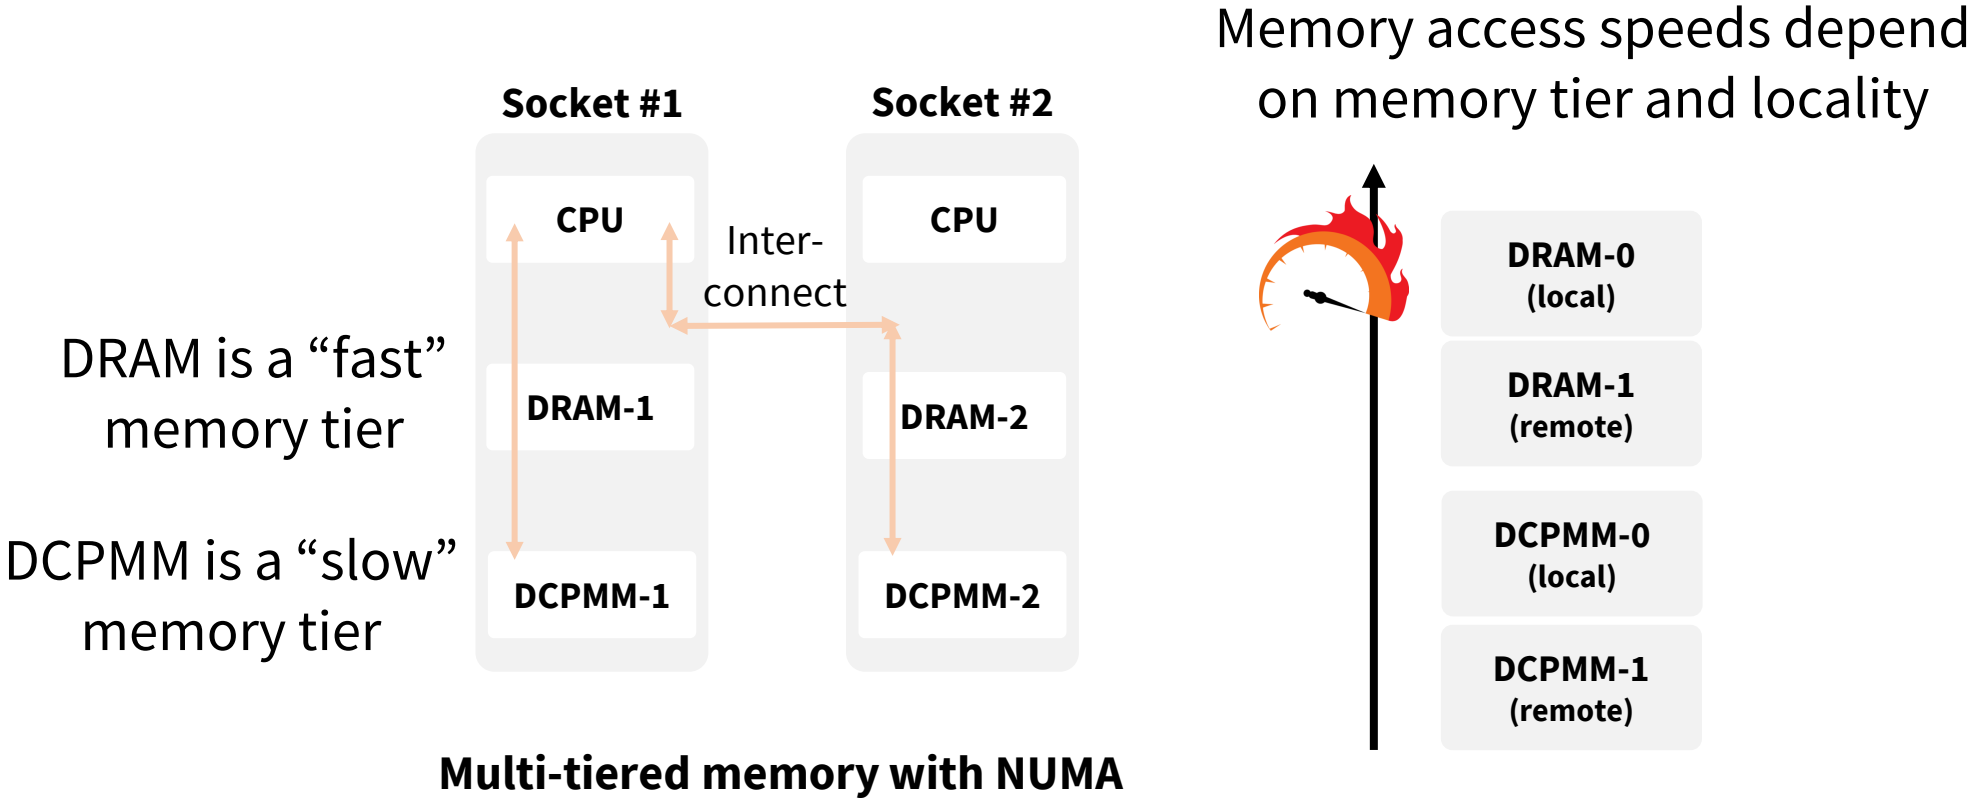 Memory access speeds depend
on memory tier and locality
Socket #1
Socket #2
CPU
CPU
Inter-
connect
DRAM is a “fast”
memory tier
DRAM-1
DRAM-2
DCPMM is a “slow”
memory tier
DCPMM-1
DCPMM-2
Multi-tiered memory with NUMA
DRAM-0
(local)
DRAM-1
(remote)
DCPMM-0
(local)
DCPMM-1
(remote)